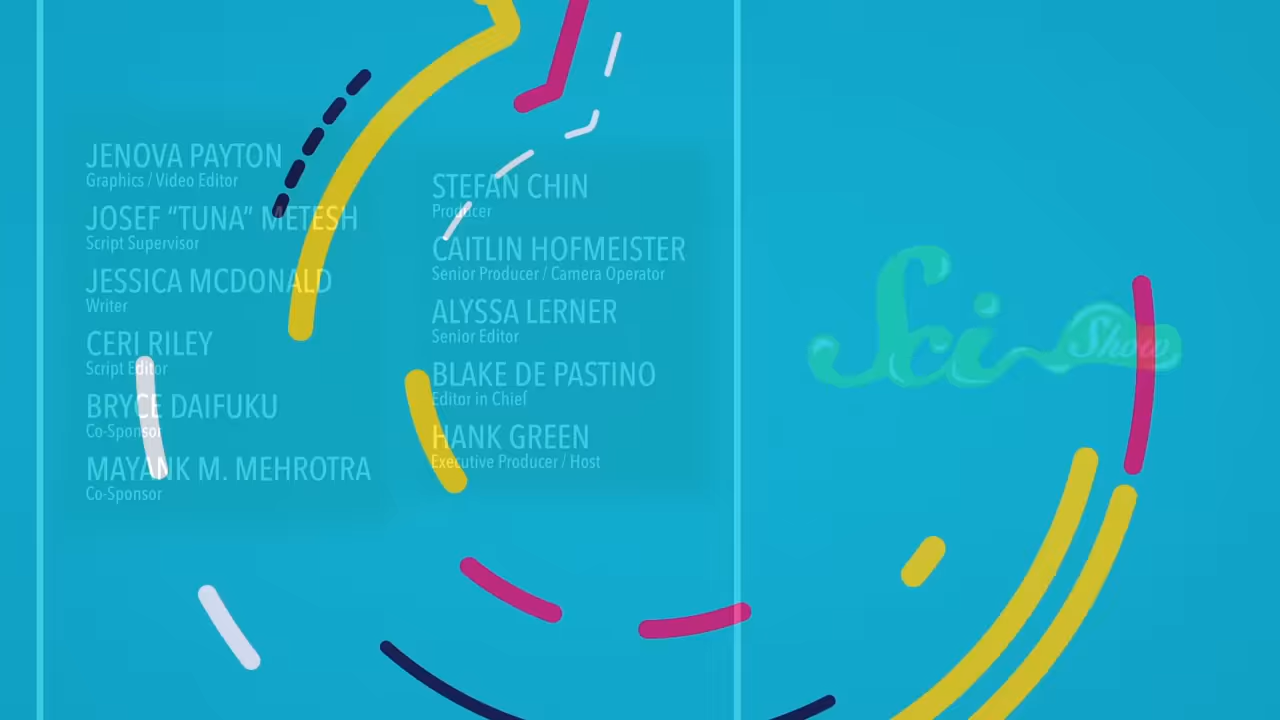 JENOVA PAYTON
Graphics / Video Editor
JOSEF “TUNA” METESH
Script Supervisor
JESSICA MCDONALD
Writer
CERI RILEY
Script Editor
BRYCE DAIFUKU
Co-Sponsor
MAYANK M. MEHROTRA
Co-Sponsor
STEFAN CHIN
Producer
CAITLIN HOFMEISTER
Senior Producer / Camera Operator
ALYSSA LERNER
Senior Editor
BLAKE DE PASTINO
Editor in Chief
HANK GREEN
Executive Producer / Host
Sci Show